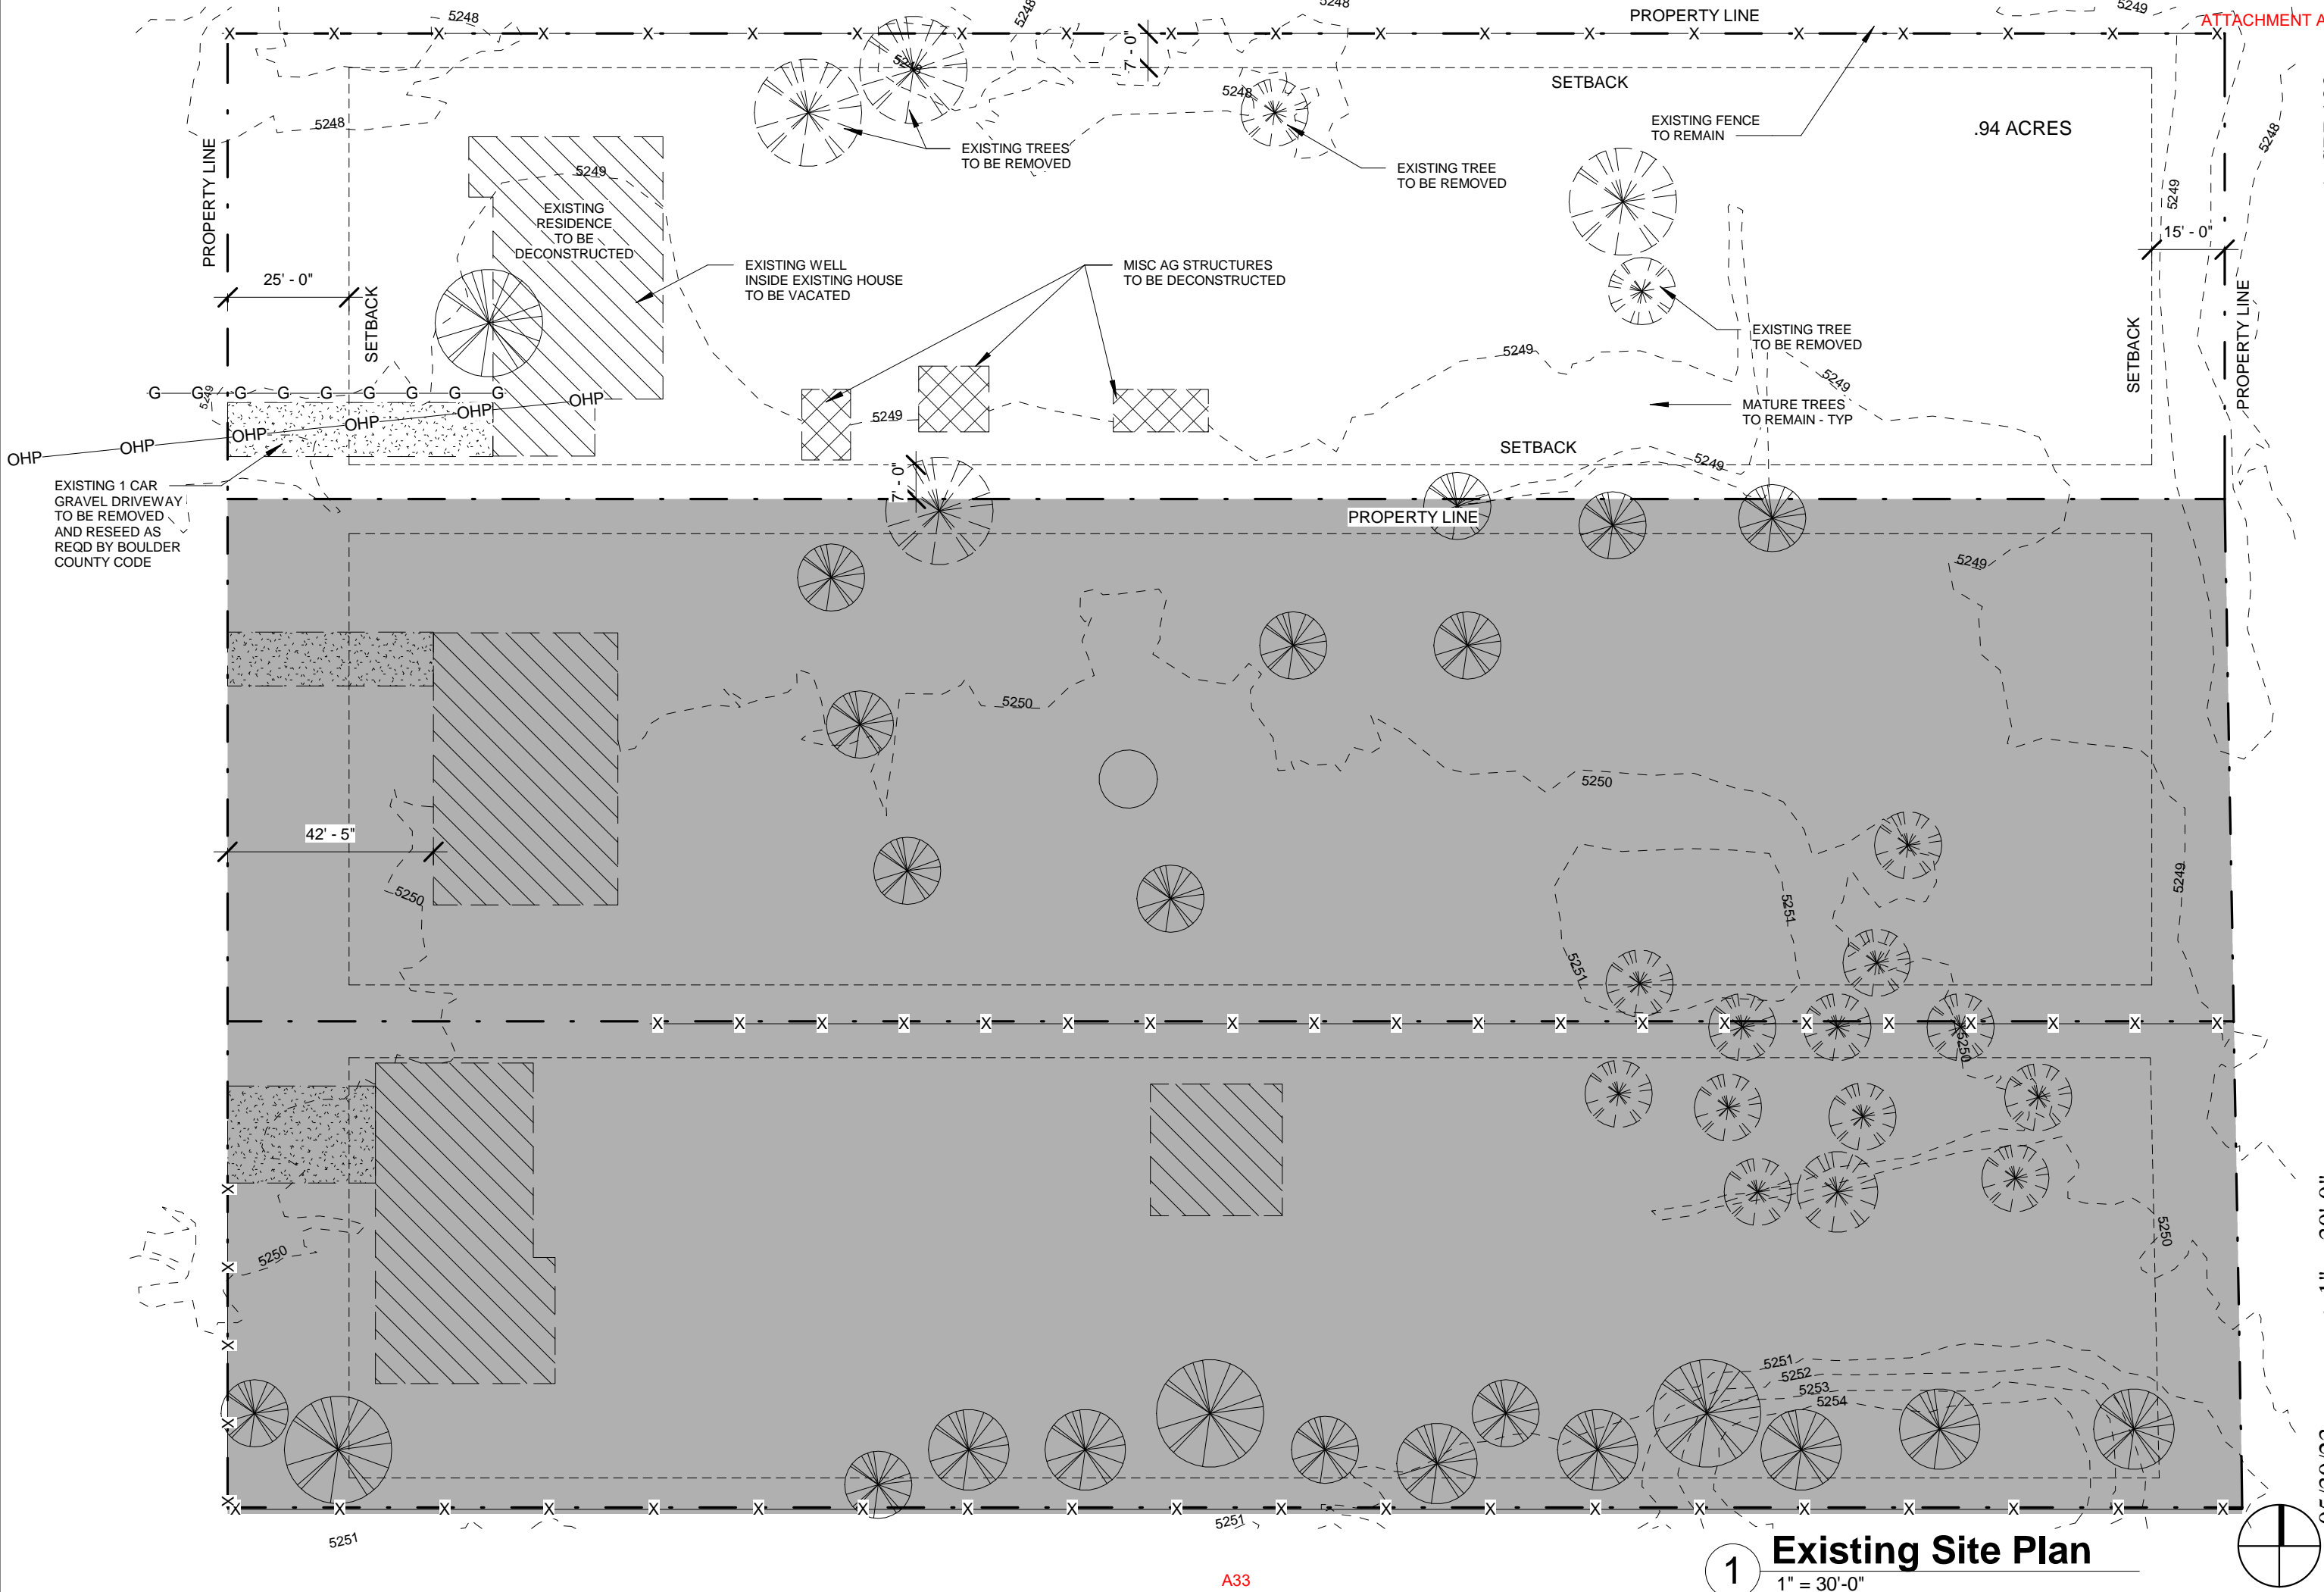 5248
5248
5248
PROPERTY LINE
5249
ATTACHMENT A
7' - 0"
5248
SETBACK
5248
5248
EXISTING FENCE
TO REMAIN
.94 ACRES
5248
EXISTING TREES
TO BE REMOVED
EXISTING TREE
TO BE REMOVED
PROPERTY LINE
5249
5249
EXISTING
RESIDENCE
TO BE
DECONSTRUCTED
15' - 0"
25' - 0"
EXISTING WELL
INSIDE EXISTING HOUSE
TO BE VACATED
MISC AG STRUCTURES
TO BE DECONSTRUCTED
SETBACK
EXISTING TREE
TO BE REMOVED
SETBACK
PROPERTY LINE
5249
5249
G G G G G G G G G
5249
OHP OHP OHP OHP OHP OHP
5249
MATURE TREES
TO REMAIN - TYP
SETBACK
5249
7' - 0"
EXISTING 1 CAR
GRAVEL DRIVEWAY
TO BE REMOVED
AND RESEED AS
REQD BY BOULDER
COUNTY CODE
PROPERTY LINE
5249
5250
5250
42' - 5"
5250
5249
5251
5251
5250
5250
5250
5251
5252
5253
5254
5251
5251
1
Existing Site Plan
1" = 30'-0"
A33